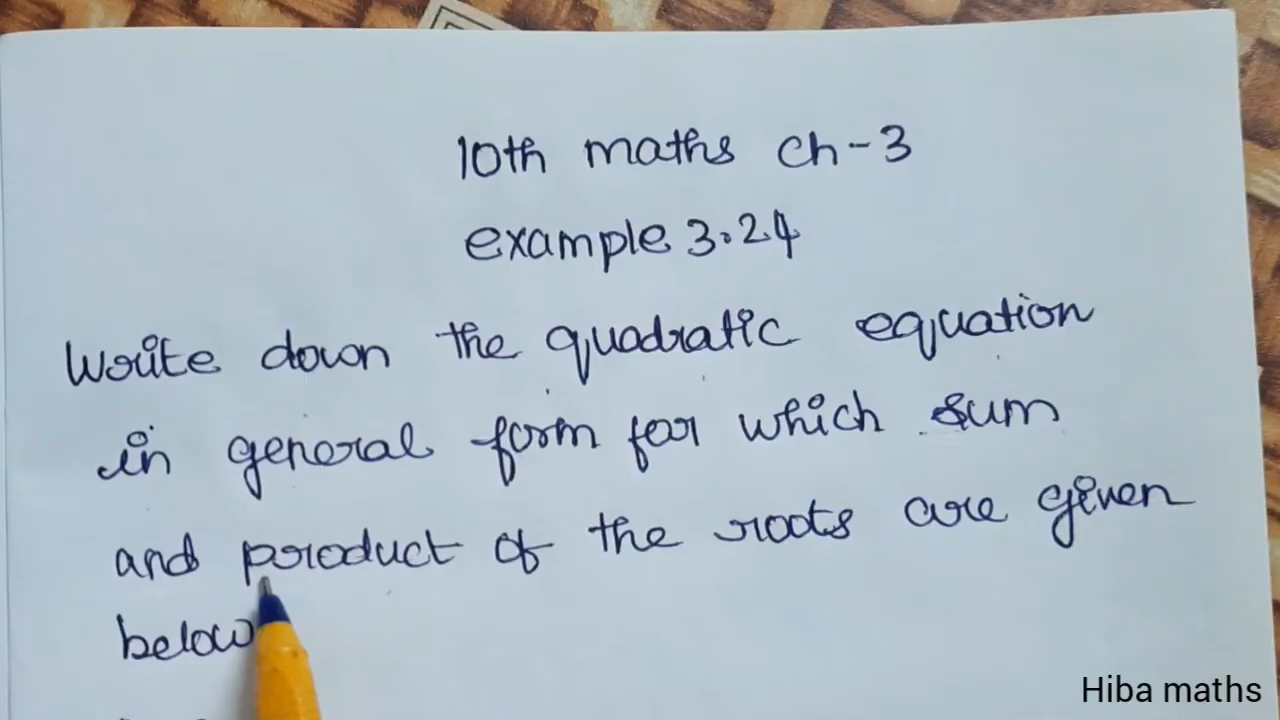 10th maths ch-3
example 3.24
Write down the quadratic equation
in general form for which sum
and product of the roots are given
below
Hiba maths